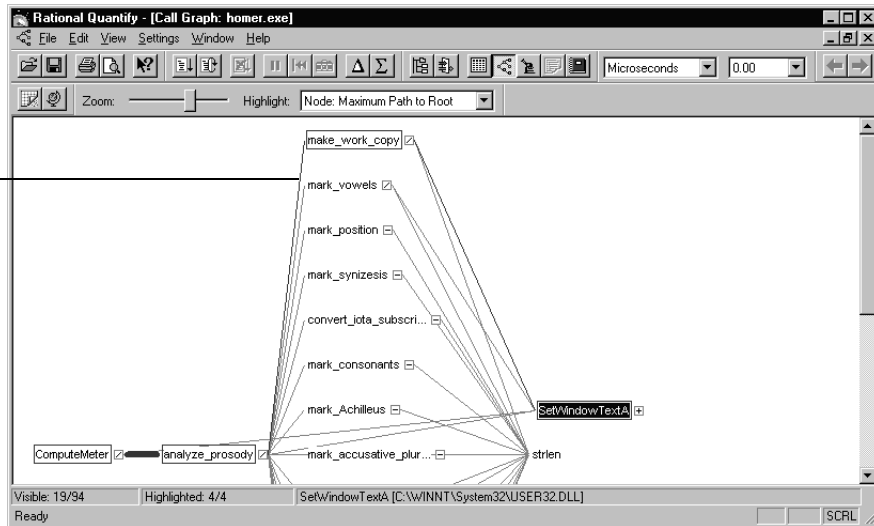 Rational Quantify - [Call Graph: homer.exe]
File Edit View Settings Window Help
Microseconds 0.00
Zoom: Highlight: Node: Maximum Path to Root
make_work_copy
mark_vowels
mark_position
mark_synizesis
convert_iota_subscri...
mark_consonants
mark_Achilleus
SetWindowTextA
ComputeMeter analyze_prosody mark_accusative_plur... strlen
Visible: 19/94 Highlighted: 4/4 SetWindowTextA [C:\WINNT\System32\USER32.DLL]
Ready SCRL